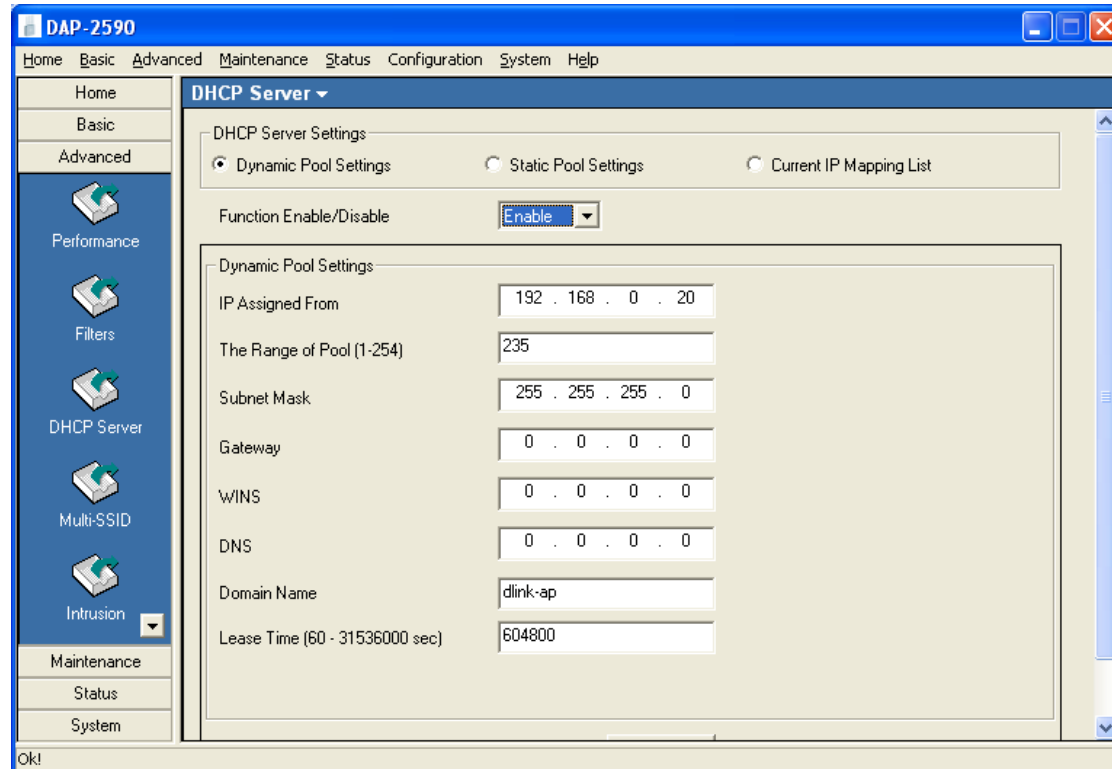 DAP-2590
Home Basic Advanced Maintenance Status Configuration System Help
Home
Basic
Advanced
Performance
Filters
DHCP Server
Multi-SSID
Intrusion
Maintenance
Status
System
DHCP Server
DHCP Server Settings
Dynamic Pool Settings Static Pool Settings Current IP Mapping List
Function Enable/Disable Enable
Dynamic Pool Settings
IP Assigned From 192 . 168 . 0 . 20
The Range of Pool (1-254) 235
Subnet Mask 255 . 255 . 255 . 0
Gateway 0 . 0 . 0 . 0
WINS 0 . 0 . 0 . 0
DNS 0 . 0 . 0 . 0
Domain Name dlink-ap
Lease Time (60 - 31536000 sec) 604800
Ok!